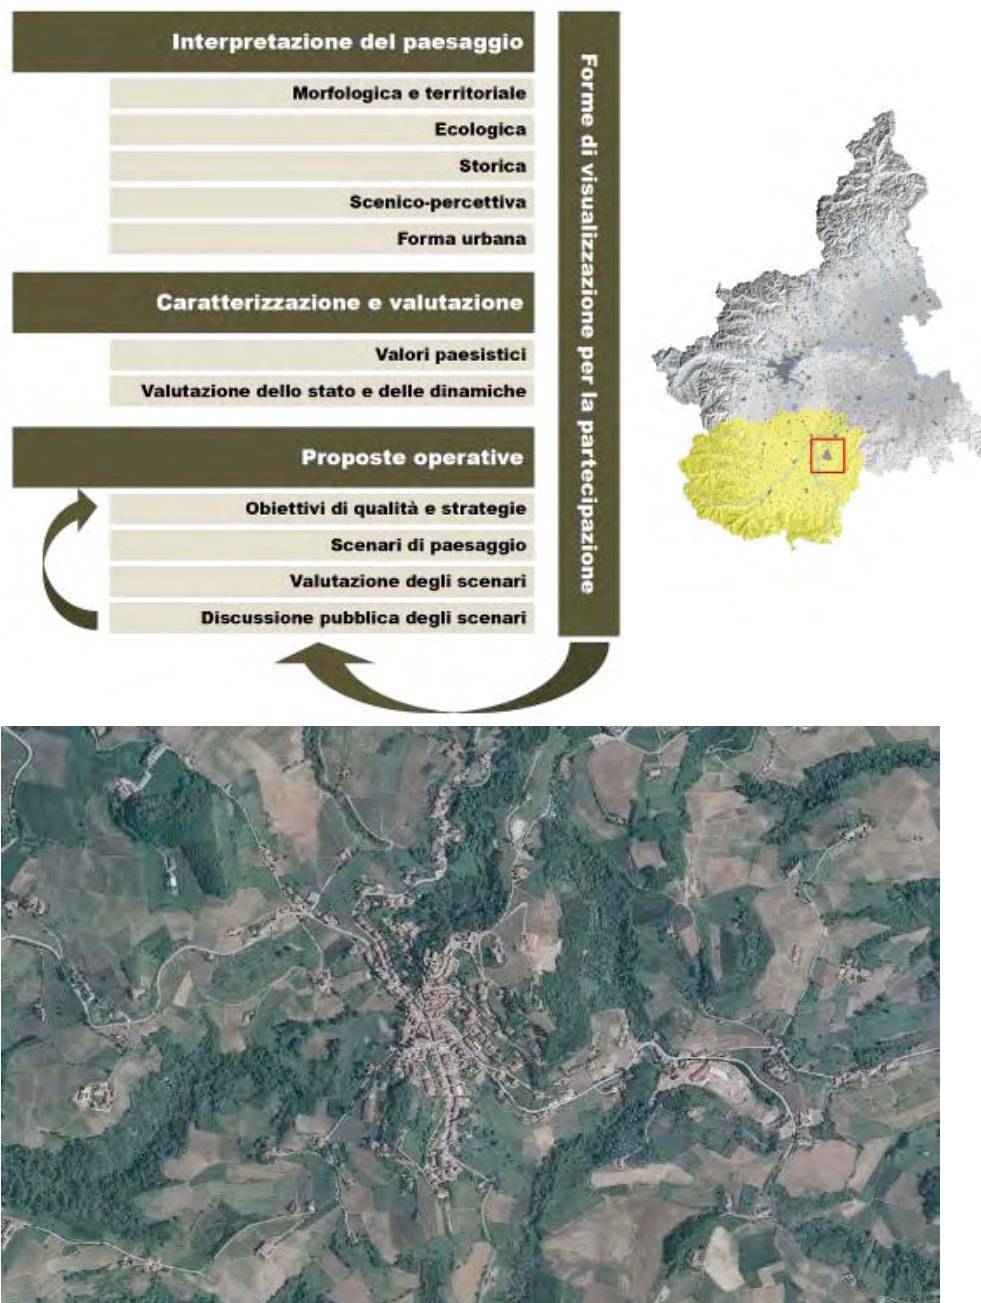 Interpretazione del paesaggio
Morfologica e territoriale
Ecologica
Storica
Scenico-percettiva
Forma urbana
Caratterizzazione e valutazione
Valori paesistici
Valutazione dello stato e delle dinamiche
Proposte operative
Obiettivi di qualità e strategie
Scenari di paesaggio
Valutazione degli scenari
Discussione pubblica degli scenari
Forme di visualizzazione per la partecipazione